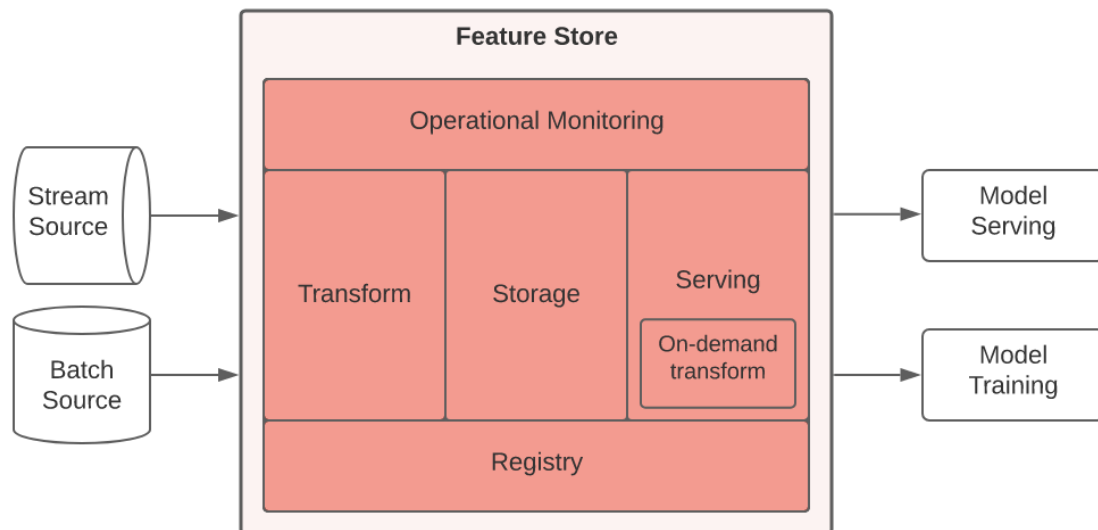 Feature Store
Operational Monitoring
Stream
Source
Batch
Source
Transform
Storage
Serving
On-demand
transform
Registry
Model
Serving
Model
Training